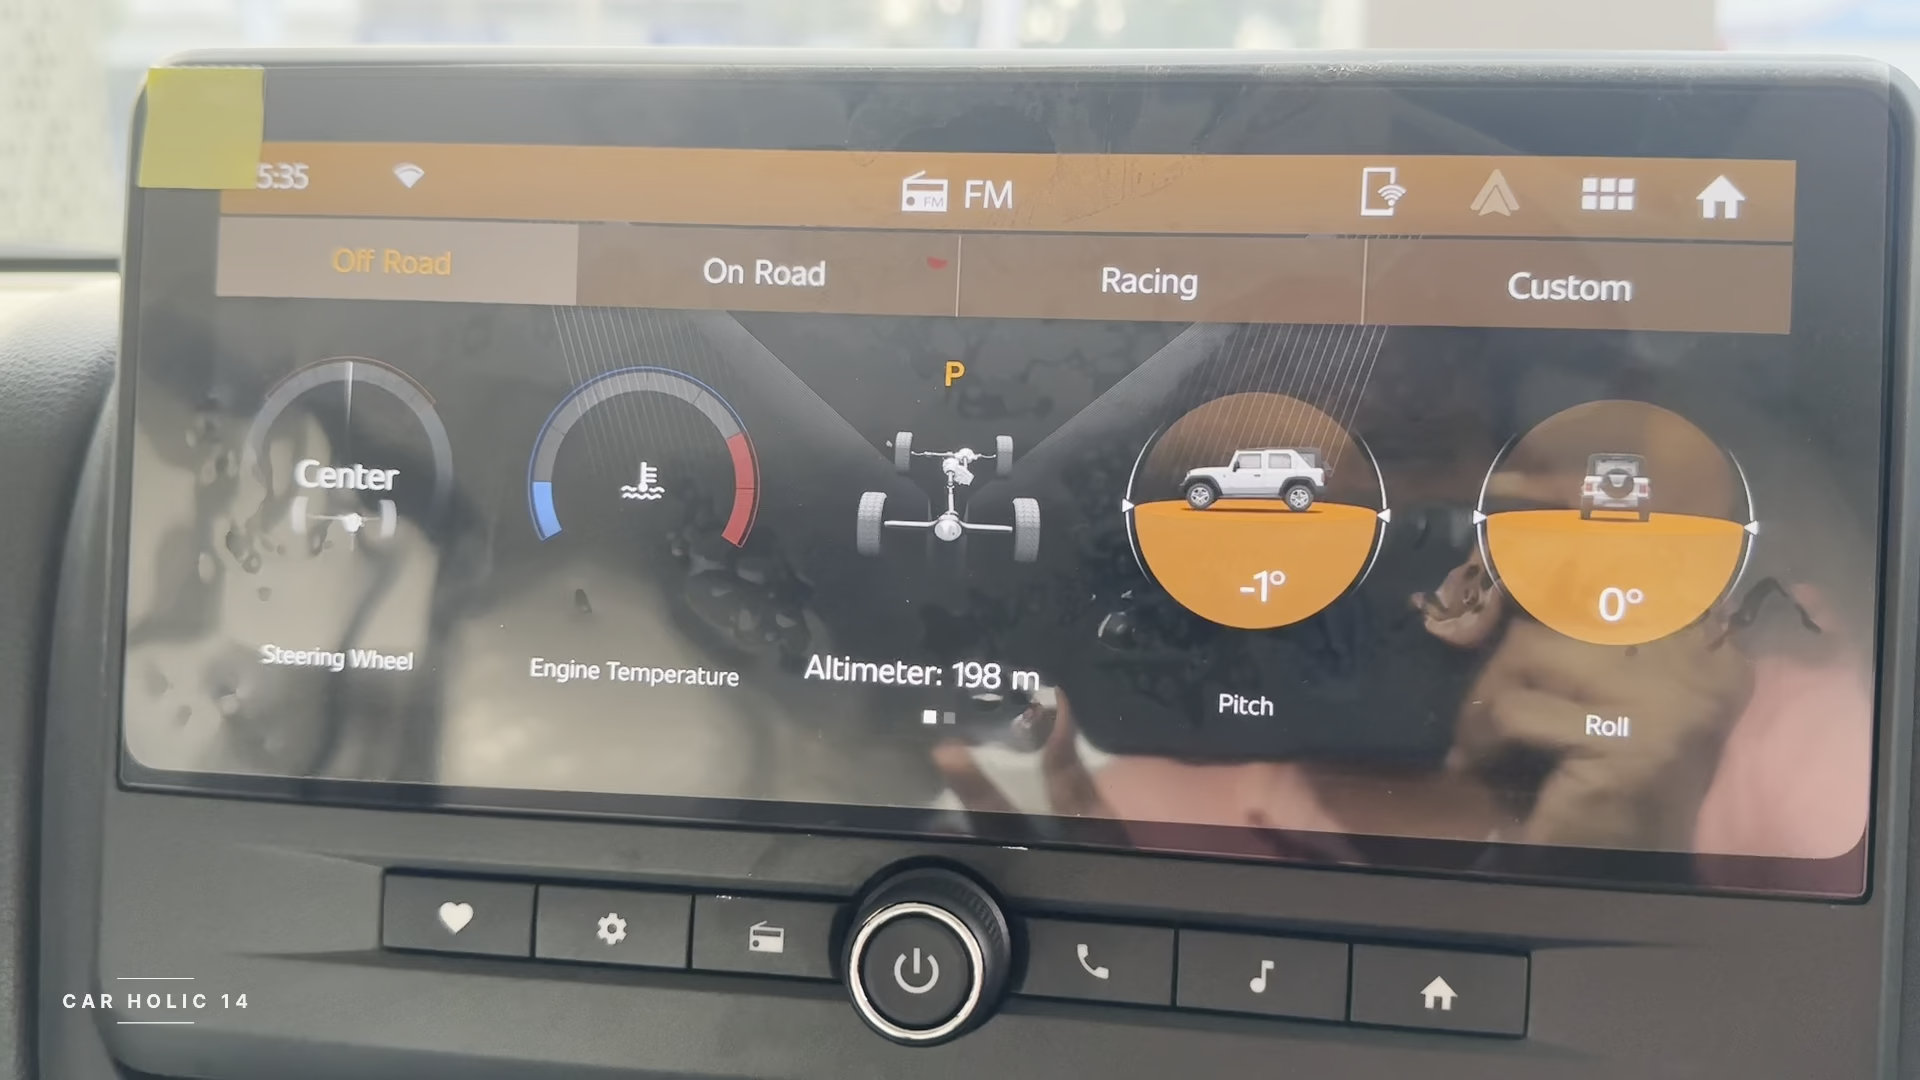 5:35
FM
FM
Off Road
On Road
Racing
Custom
P
Center
-1°
0°
Steering Wheel
Engine Temperature
Altimeter: 198 m
Pitch
Roll
CAR HOLIC 14